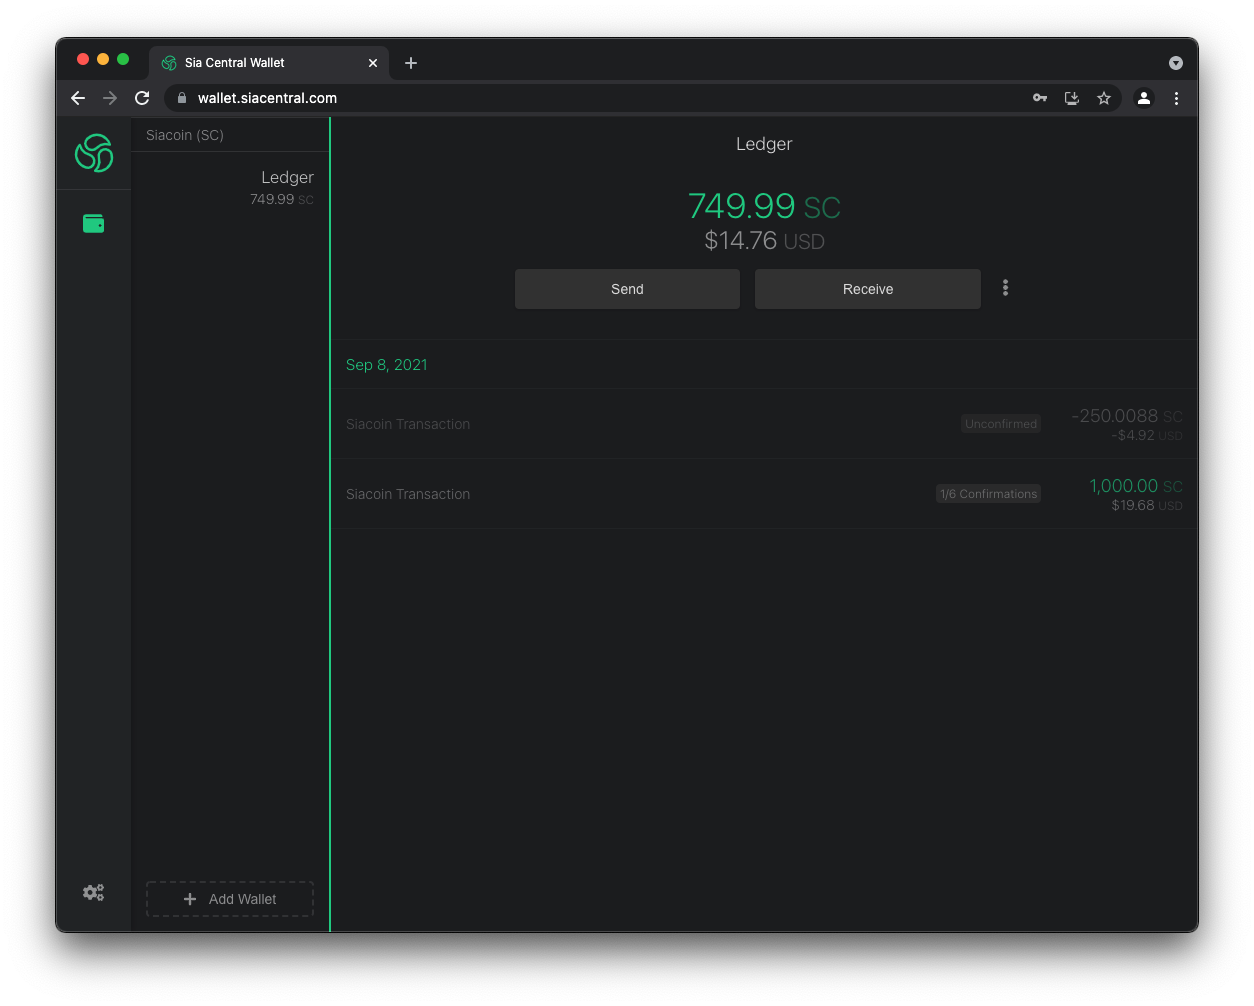 Sia Central Wallet
wallet.siacentral.com
Siacoin (SC)
Ledger
749.99 SC
Add Wallet
Ledger
749.99 SC
$14.76 USD
Send
Receive
Sep 8, 2021
Siacoin Transaction
Unconfirmed
-250.0088 SC
-$4.92 USD
Siacoin Transaction
1/6 Confirmations
1,000.00 SC
$19.68 USD